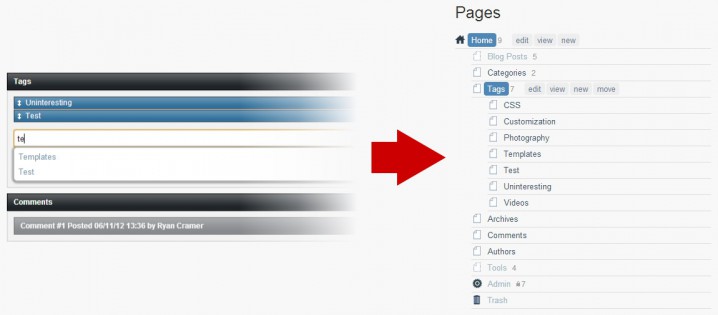 Tags
Uninteresting
Test
te
Templates
Test
Comments
Comment #1 Posted 06/11/12 13:36 by Ryan Cramer
Pages
Home 9 edit view new
Blog Posts 5
Categories 2
Tags 7 edit view new move
CSS
Customization
Photography
Templates
Test
Uninteresting
Videos
Archives
Comments
Authors
Tools 4
Admin 7
Trash